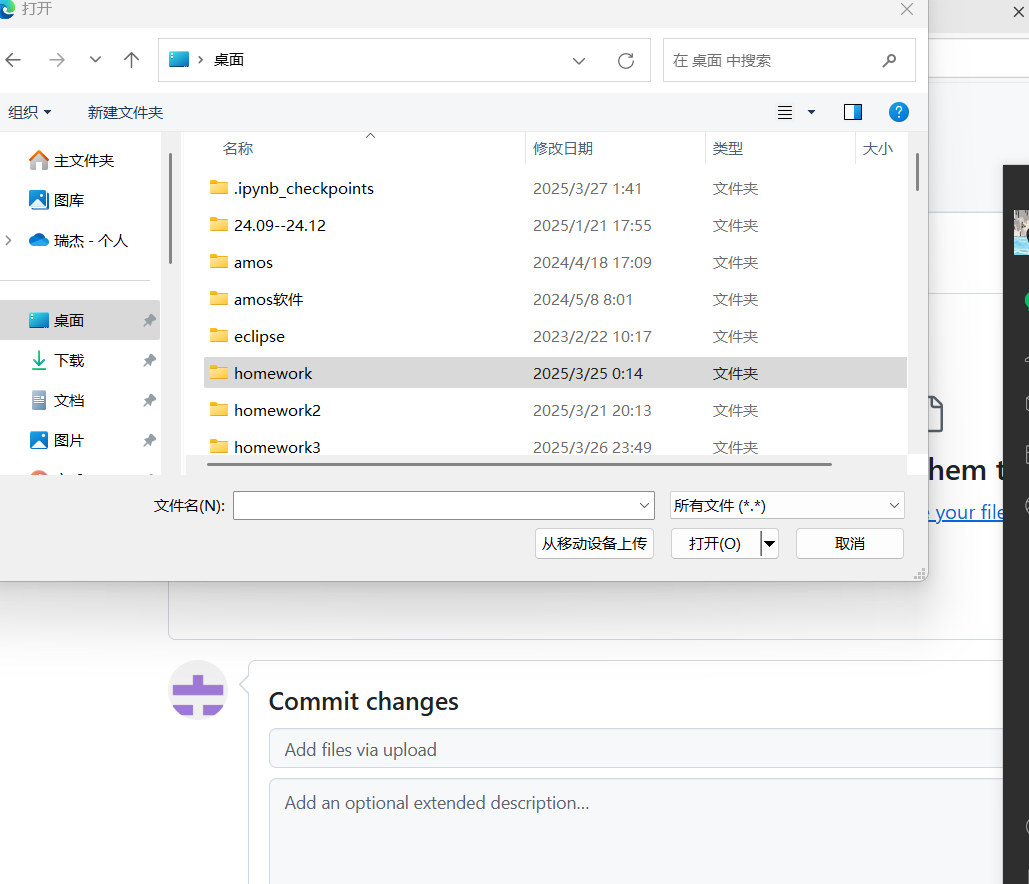 打开
桌面
在 桌面 中搜索
组织
新建文件夹
名称 修改日期 类型 大小
主文件夹
图库
瑞杰 - 个人
桌面
下载
文档
图片
.ipynb_checkpoints 2025/3/27 1:41 文件夹
24.09--24.12 2025/1/21 17:55 文件夹
amos 2024/4/18 17:09 文件夹
amos软件 2024/5/8 8:01 文件夹
eclipse 2023/2/22 10:17 文件夹
homework 2025/3/25 0:14 文件夹
homework2 2025/3/21 20:13 文件夹
homework3 2025/3/26 23:49 文件夹
文件名(N):
所有文件 (*.*)
从移动设备上传
打开(O)
取消
hem t
your file
Commit changes
Add files via upload
Add an optional extended description...